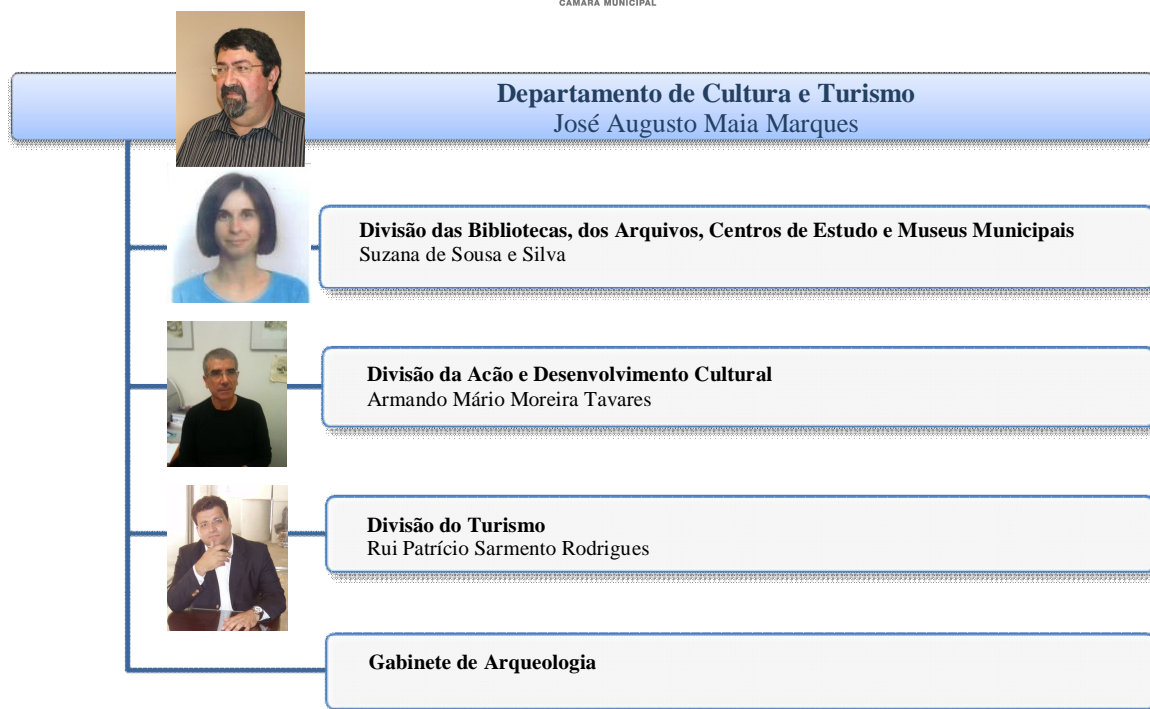 CÂMARA MUNICIPAL
Departamento de Cultura e Turismo
José Augusto Maia Marques
Divisão das Bibliotecas, dos Arquivos, Centros de Estudo e Museus Municipais
Suzana de Sousa e Silva
Divisão da Acão e Desenvolvimento Cultural
Armando Mário Moreira Tavares
Divisão do Turismo
Rui Patrício Sarmento Rodrigues
Gabinete de Arqueologia